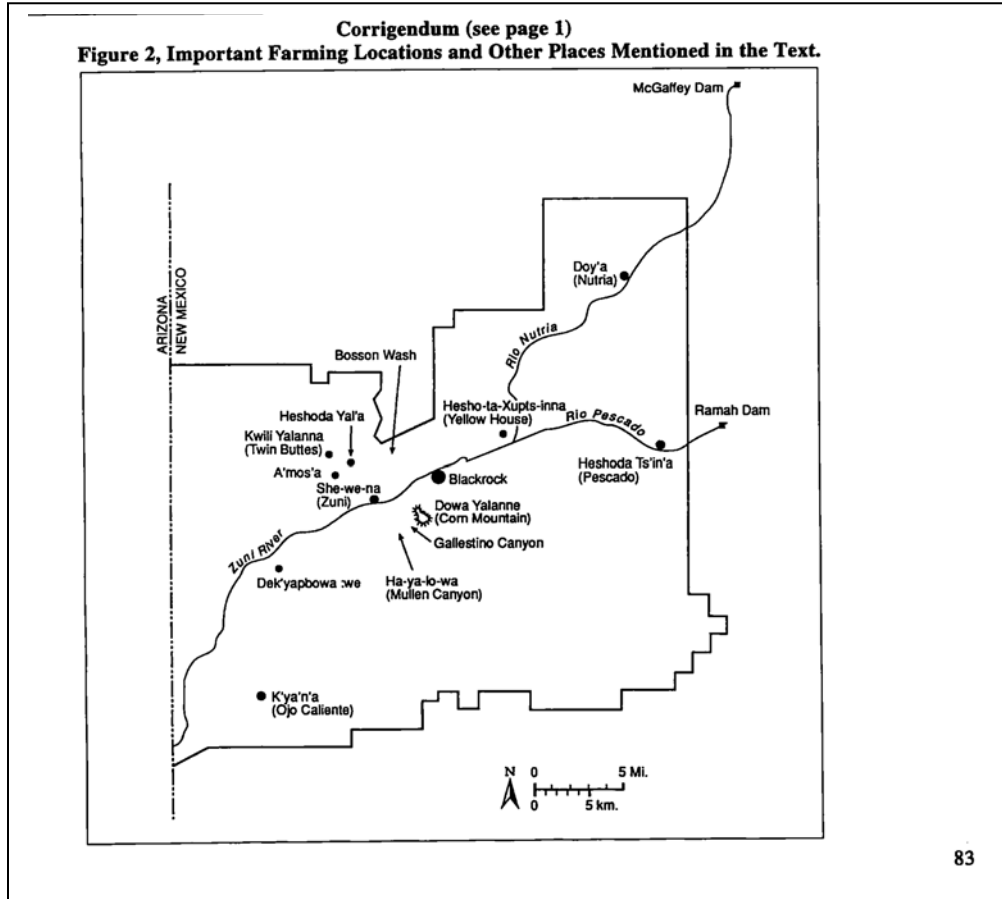 Corrigendum (see page 1)
Figure 2, Important Farming Locations and Other Places Mentioned in the Text.
McGaffey Dam
Doy'a
(Nutria)
ARIZONA
NEW MEXICO
Rio Nutria
Bosson Wash
Hesho-ta-Xupts-inna
(Yellow House)
Rio Pescado
Ramah Dam
Heshoda Yal'a
Kwili Yalanna
(Twin Buttes)
A'mos'a
Heshoda Ts'in'a
(Pescado)
She-we-na
(Zuni)
Blackrock
Dowa Yalanne
(Corn Mountain)
Gallestino Canyon
Zuni River
Dek'yapbowa :we
Ha-ya-lo-wa
(Mullen Canyon)
K'ya'n'a
(Ojo Caliente)
N
0 5 Mi.
0 5 km.
83